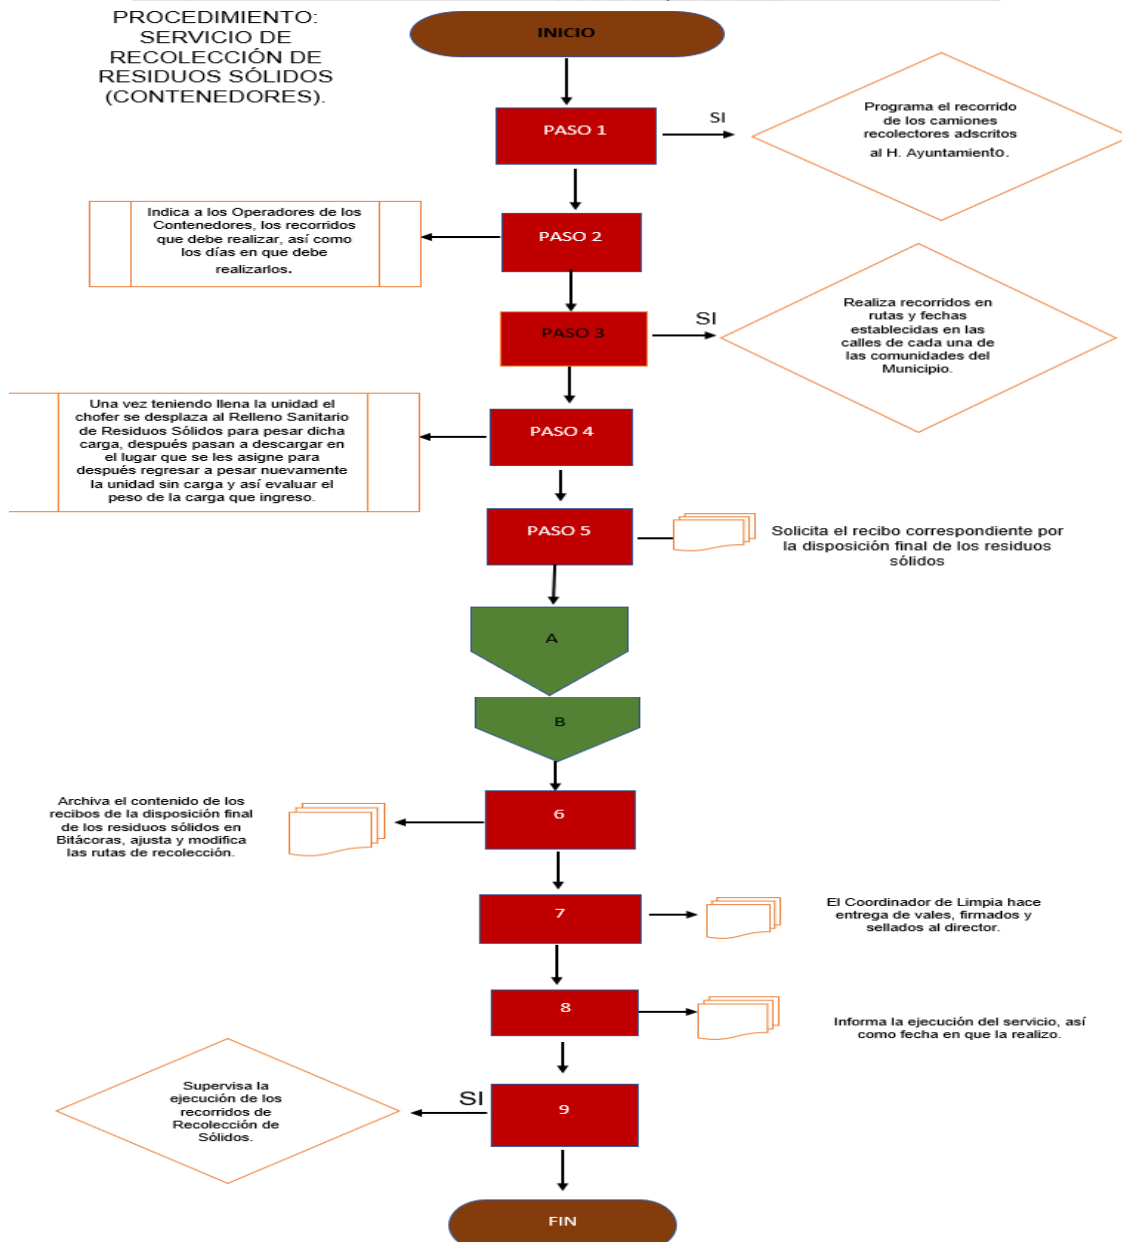 PROCEDIMIENTO:
SERVICIO DE
RECOLECCIÓN DE
RESIDUOS SÓLIDOS
(CONTENEDORES).
INICIO
PASO 1
SI
Programa el recorrido
de los camiones
recolectores adscritos
al H. Ayuntamiento.
Indica a los Operadores de los
Contenedores, los recorridos
que debe realizar, así como
los días en que debe
realizarlos.
PASO 2
PASO 3
SI
Realiza recorridos en
rutas y fechas
establecidas en las
calles de cada una de
las comunidades del
Municipio.
Una vez teniendo llena la unidad el
chofer se desplaza al Relleno Sanitario
de Residuos Sólidos para pesar dicha
carga, después pasan a descargar en
el lugar que se les asigne para
después regresar a pesar nuevamente
la unidad sin carga y así evaluar el
peso de la carga que ingreso.
PASO 4
PASO 5
Solicita el recibo correspondiente por
la disposición final de los residuos
sólidos
A
B
Archiva el contenido de los
recibos de la disposición final
de los residuos sólidos en
Bitácoras, ajusta y modifica
las rutas de recolección.
6
7
El Coordinador de Limpia hace
entrega de vales, firmados y
sellados al director.
8
Informa la ejecución del servicio, así
como fecha en que la realizo.
Supervisa la
ejecución de los
recorridos de
Recolección de
Sólidos.
SI
9
FIN